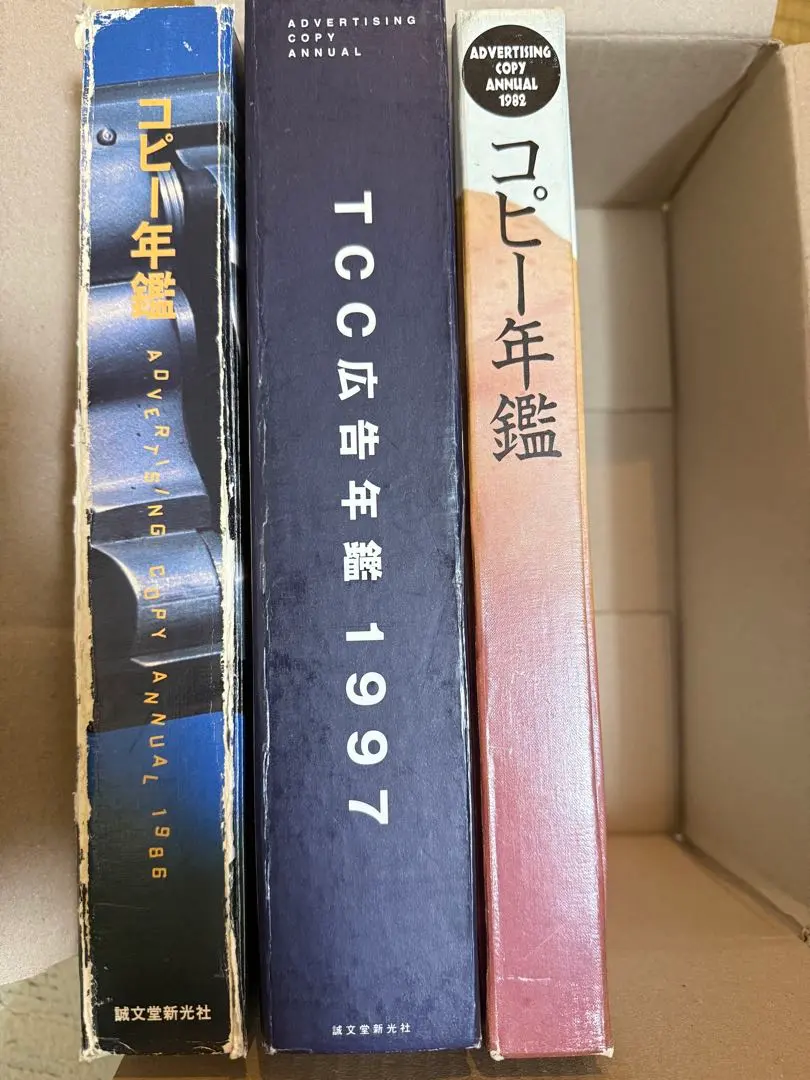 コピー年鑑
ADVERTISING COPY ANNUAL 1986
誠文堂新光社
ADVERTISING
COPY
ANNUAL
TCC広告年鑑 1997
誠文堂新光社
ADVERTISING
COPY
ANNUAL
1982
コピー年鑑